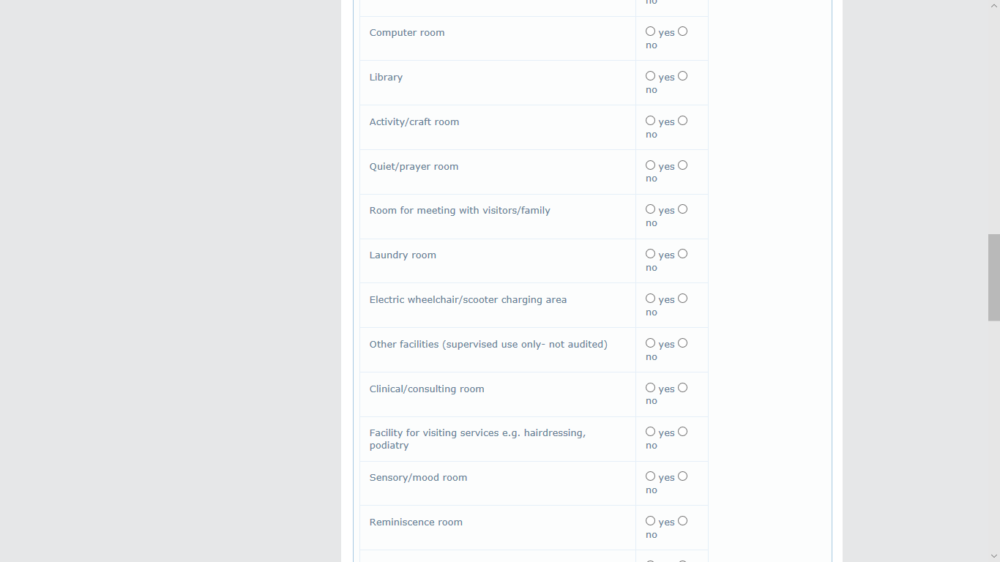 no
Computer room
yes
no
Library
yes
no
Activity/craft room
yes
no
Quiet/prayer room
yes
no
Room for meeting with visitors/family
yes
no
Laundry room
yes
no
Electric wheelchair/scooter charging area
yes
no
Other facilities (supervised use only- not audited)
yes
no
Clinical/consulting room
yes
no
Facility for visiting services e.g. hairdressing,
podiatry
yes
no
Sensory/mood room
yes
no
Reminiscence room
yes
no